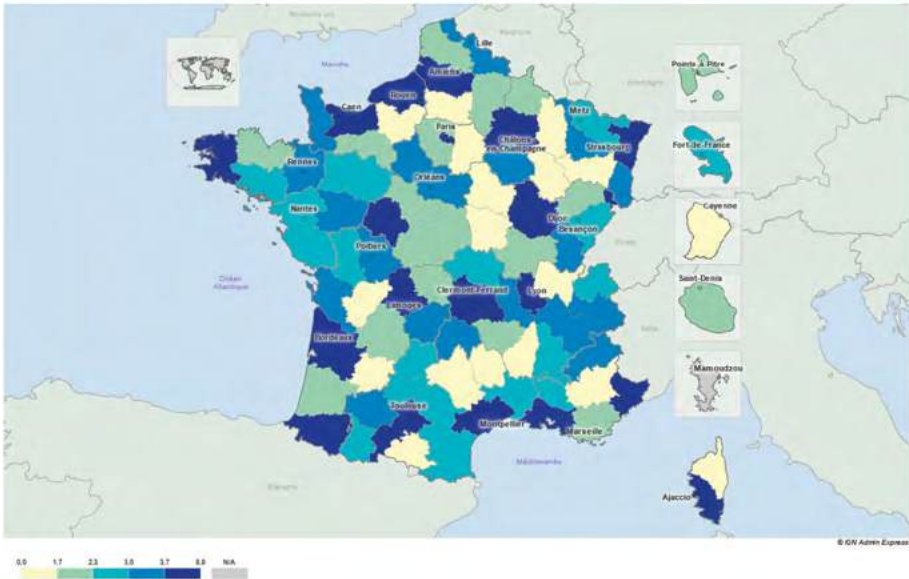 Lille
Manche
Amiens
Rouen
Caen
Paris
Metz
Châlons
en Champagne
Strasbourg
Rennes
Orléans
Nantes
Dijon
Besançon
Poitiers
Océan
Atlantique
Clermont-Ferrand
Lyon
Limoges
Bordeaux
Toulouse
Montpellier
Marseille
Méditerranée
Espagne
Ajaccio
Pointe à Pitre
Fort-de-France
Cayenne
Saint-Denis
Mamoudzou
© IGN Admin Express
0,0 1,7 2,3 3,0 3,7 N/A